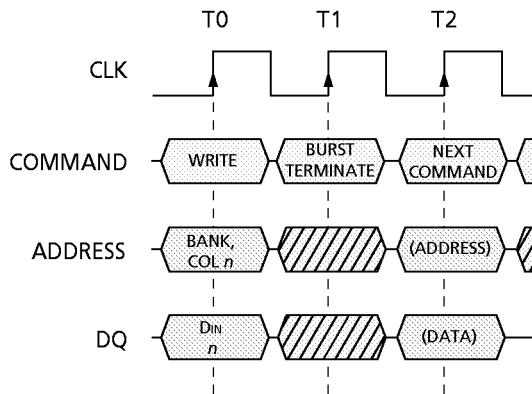 T0 T1 T2
CLK
COMMAND
WRITE
BURST
TERMINATE
NEXT
COMMAND
ADDRESS
BANK,
COL n
(ADDRESS)
DQ
DIN
n
(DATA)